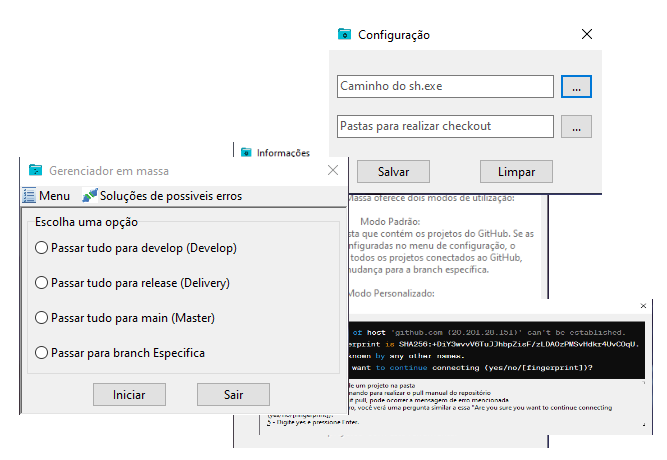 Configuração
Caminho do sh.exe
...
Pastas para realizar checkout
...
Salvar
Limpar
Informações
Gerenciador em massa
Menu
Soluções de possiveis erros
Escolha uma opção
Passar tudo para develop (Develop)
Passar tudo para release (Delivery)
Passar tudo para main (Master)
Passar para branch Especifica
Iniciar
Sair
Massa oferece dois modos de utilização:
Modo Padrão:
sta que contém os projetos do GitHub. Se as
nfiguradas no menu de configuração, o
todos os projetos conectados ao GitHub,
mudança para a branch específica.
Modo Personalizado:
of host 'github.com (20.201.28.151)' can't be established.
erprint is SHA256:+DiY3wvvV6TuJJhbpZisF/zLDA0zPMSvHdkr4UvCOqU.
known by any other names.
want to continue connecting (yes/no/[fingerprint])?
de um projeto na pasta
mando para realizar o pull manual do repositório
it pull, pode ocorrer a mensagem de erro mencionada
ro, você verá uma pergunta similar a essa "Are you sure you want to continue connecting
(yes/no/[fingerprint])?
5 - Digite yes e pressione Enter.